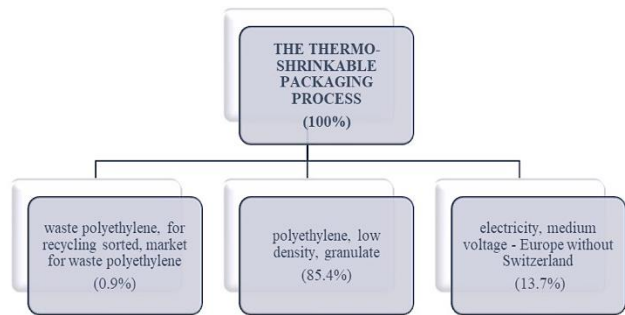 THE THERMO-
SHRINKABLE
PACKAGING
PROCESS
(100%)
waste polyethylene, for
recycling sorted, market
for waste polyethylene
(0.9%)
polyethylene, low
density, granulate
(85.4%)
electricity, medium
voltage - Europe without
Switzerland
(13.7%)